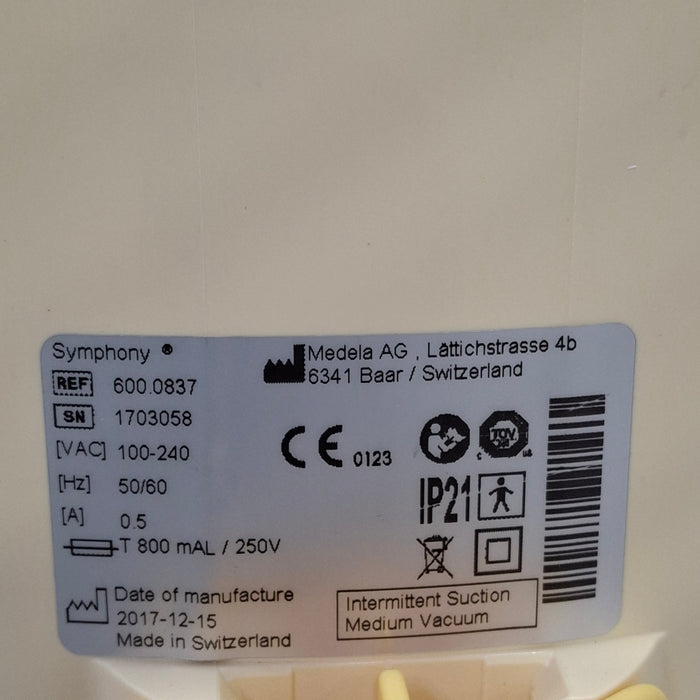 Symphony ®
REF 600.0837
SN 1703058
[VAC] 100-240
[Hz] 50/60
[A] 0.5
T 800 mAL / 250V
Date of manufacture
2017-12-15
Made in Switzerland
Medela AG , Lättichstrasse 4b
6341 Baar / Switzerland
CE 0123
c TÜV us
IP21
Intermittent Suction
Medium Vacuum